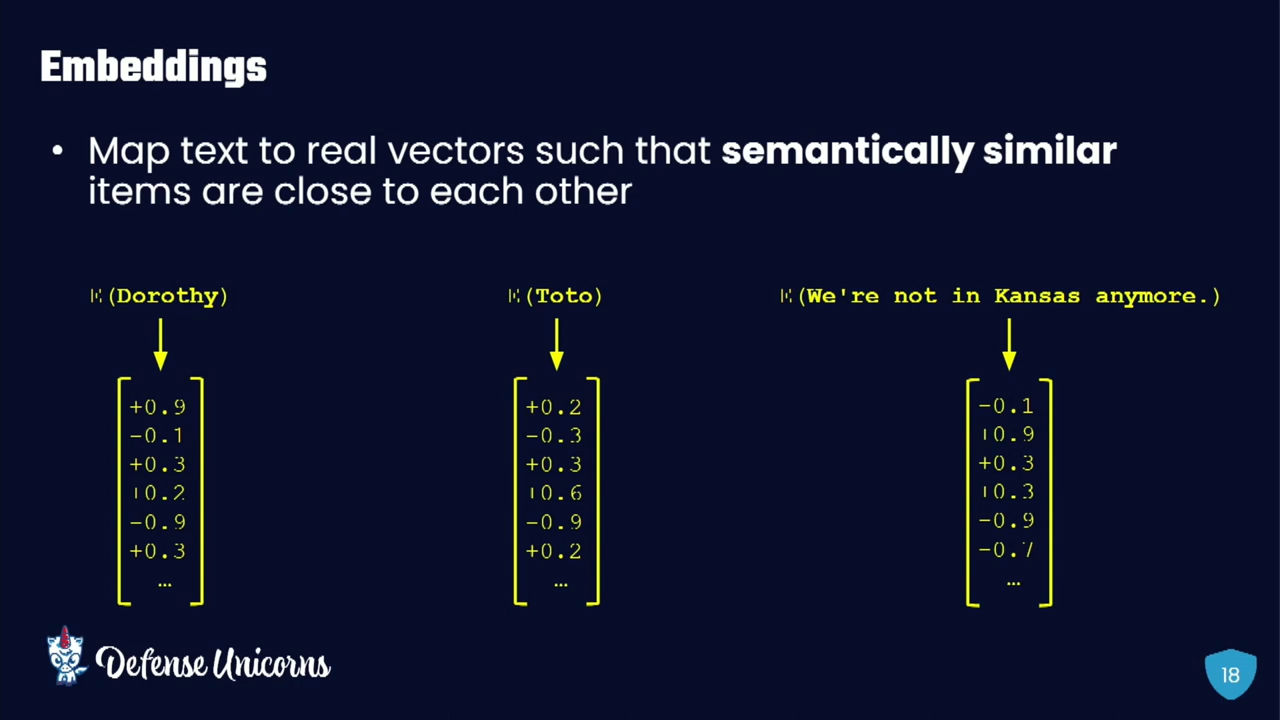 Embeddings
• Map text to real vectors such that semantically similar
items are close to each other
E(Dorothy) E(Toto) E(We're not in Kansas anymore.)
+0.9 +0.2 -0.1
-0.1 -0.3 +0.9
+0.3 +0.3 +0.3
+0.2 +0.6 +0.3
-0.9 -0.9 -0.9
+0.3 +0.2 -0.7
… … …
Defense Unicorns
18